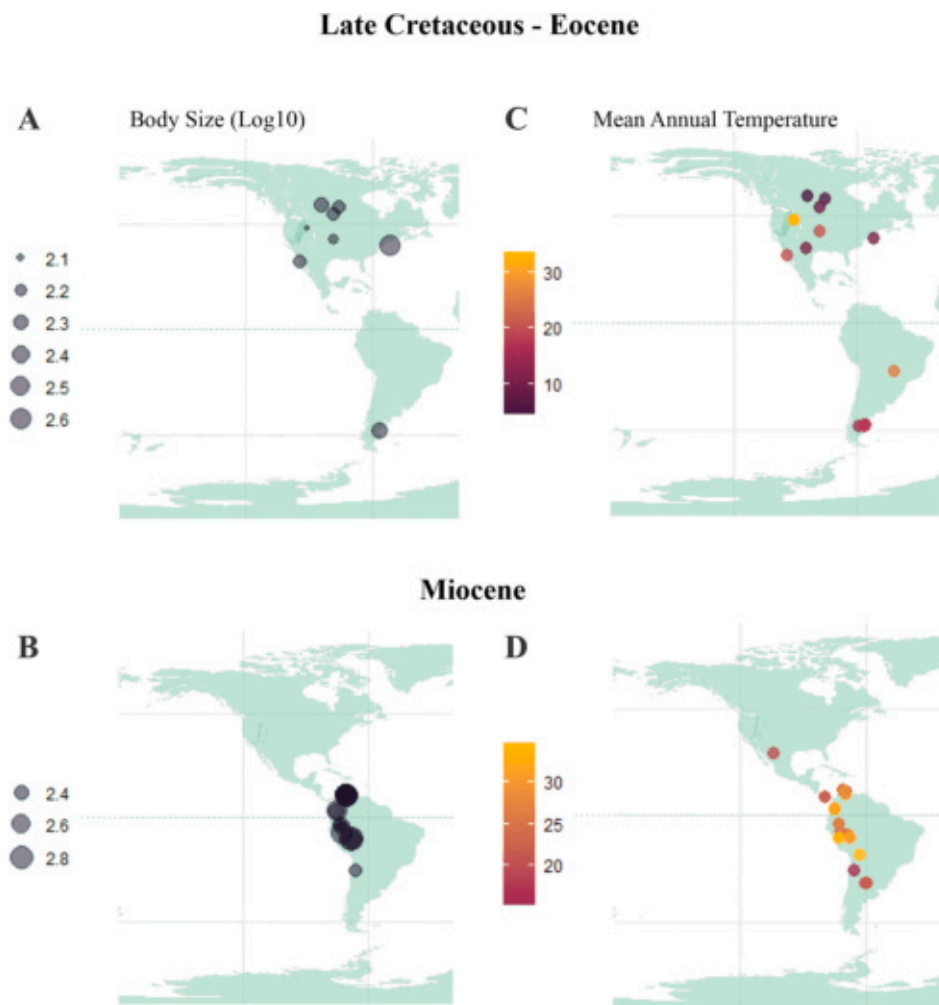 Late Cretaceous - Eocene
A
Body Size (Log10)
2.1
2.2
2.3
2.4
2.5
2.6
C
Mean Annual Temperature
30
20
10
Miocene
B
2.4
2.6
2.8
D
30
25
20